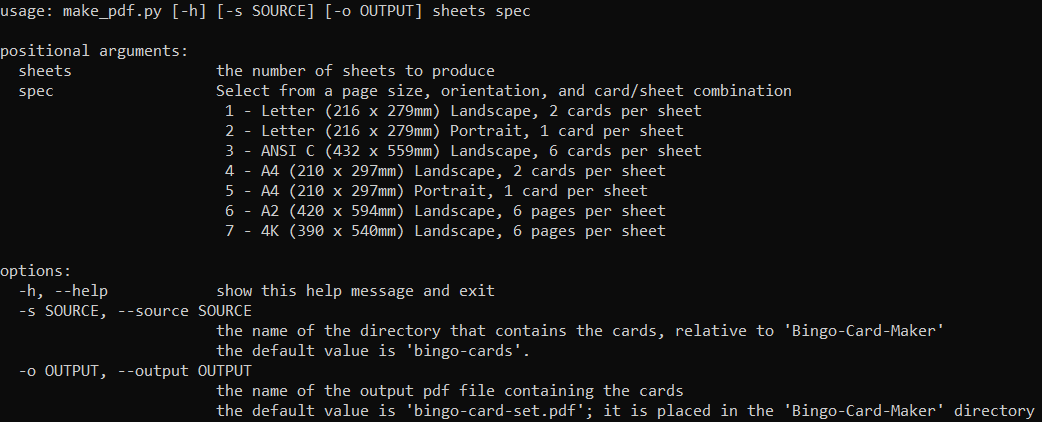 usage: make_pdf.py [-h] [-s SOURCE] [-o OUTPUT] sheets spec

positional arguments:
  sheets                the number of sheets to produce
  spec                  Select from a page size, orientation, and card/sheet combination
                         1 - Letter (216 x 279mm) Landscape, 2 cards per sheet
                         2 - Letter (216 x 279mm) Portrait, 1 card per sheet
                         3 - ANSI C (432 x 559mm) Landscape, 6 cards per sheet
                         4 - A4 (210 x 297mm) Landscape, 2 cards per sheet
                         5 - A4 (210 x 297mm) Portrait, 1 card per sheet
                         6 - A2 (420 x 594mm) Landscape, 6 pages per sheet
                         7 - 4K (390 x 540mm) Landscape, 6 pages per sheet

options:
  -h, --help            show this help message and exit
  -s SOURCE, --source SOURCE
                        the name of the directory that contains the cards, relative to 'Bingo-Card-Maker'
                        the default value is 'bingo-cards'.
  -o OUTPUT, --output OUTPUT
                        the name of the output pdf file containing the cards
                        the default value is 'bingo-card-set.pdf'; it is placed in the 'Bingo-Card-Maker' directory